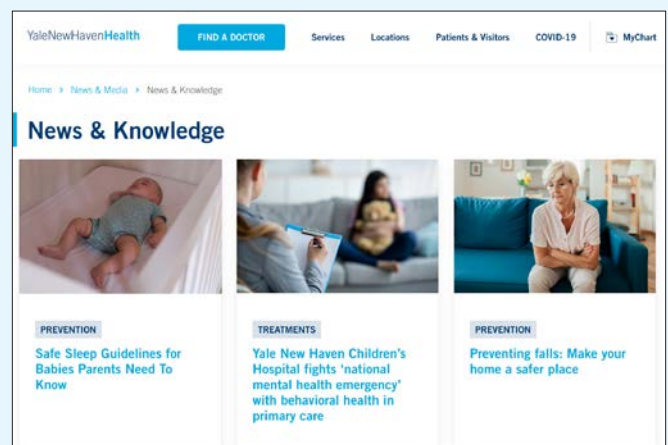 YaleNewHavenHealth
FIND A DOCTOR
Services
Locations
Patients & Visitors
COVID-19
MyChart
Home > News & Media > News & Knowledge
News & Knowledge
PREVENTION
Safe Sleep Guidelines for
Babies Parents Need To
Know
TREATMENTS
Yale New Haven Children's
Hospital fights 'national
mental health emergency'
with behavioral health in
primary care
PREVENTION
Preventing falls: Make your
home a safer place